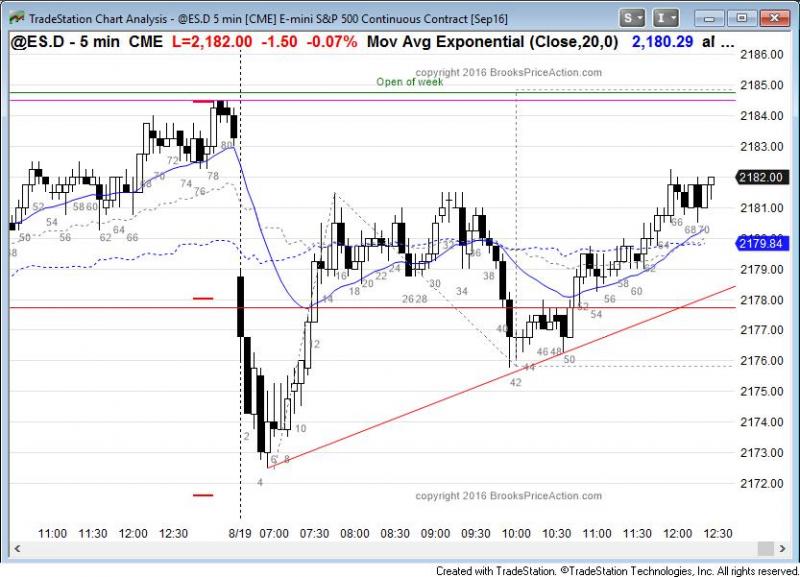 TradeStation Chart Analysis - @ES.D 5 min [CME] E-mini S&P 500 Continuous Contract [Sep16]
S
I
@ES.D - 5 min CME L=2,182.00 -1.50 -0.07% Mov Avg Exponential (Close,20,0) 2,180.29 al ...
2186.00
copyright 2016 BrooksPriceAction.com
Open of week
2185.00
2184.00
2183.00
2182.00
2181.00
2179.84
2179.00
2178.00
2177.00
2176.00
2175.00
2174.00
2173.00
2172.00
50 52 54 56 58 60 62 64 68 70 72 74 76 78 80
2 4 6 8 10 12 14 16 18 20 22 24 26 28 30 34 36 38 40 42 44 46 48 50 52 54 56 58 60 62 64 66 68 70
copyright 2016 BrooksPriceAction.com
11:00 11:30 12:00 12:30 8/19 07:00 07:30 08:00 08:30 09:00 09:30 10:00 10:30 11:00 11:30 12:00 12:30
Created with TradeStation. ©TradeStation Technologies, Inc. All rights reserved.